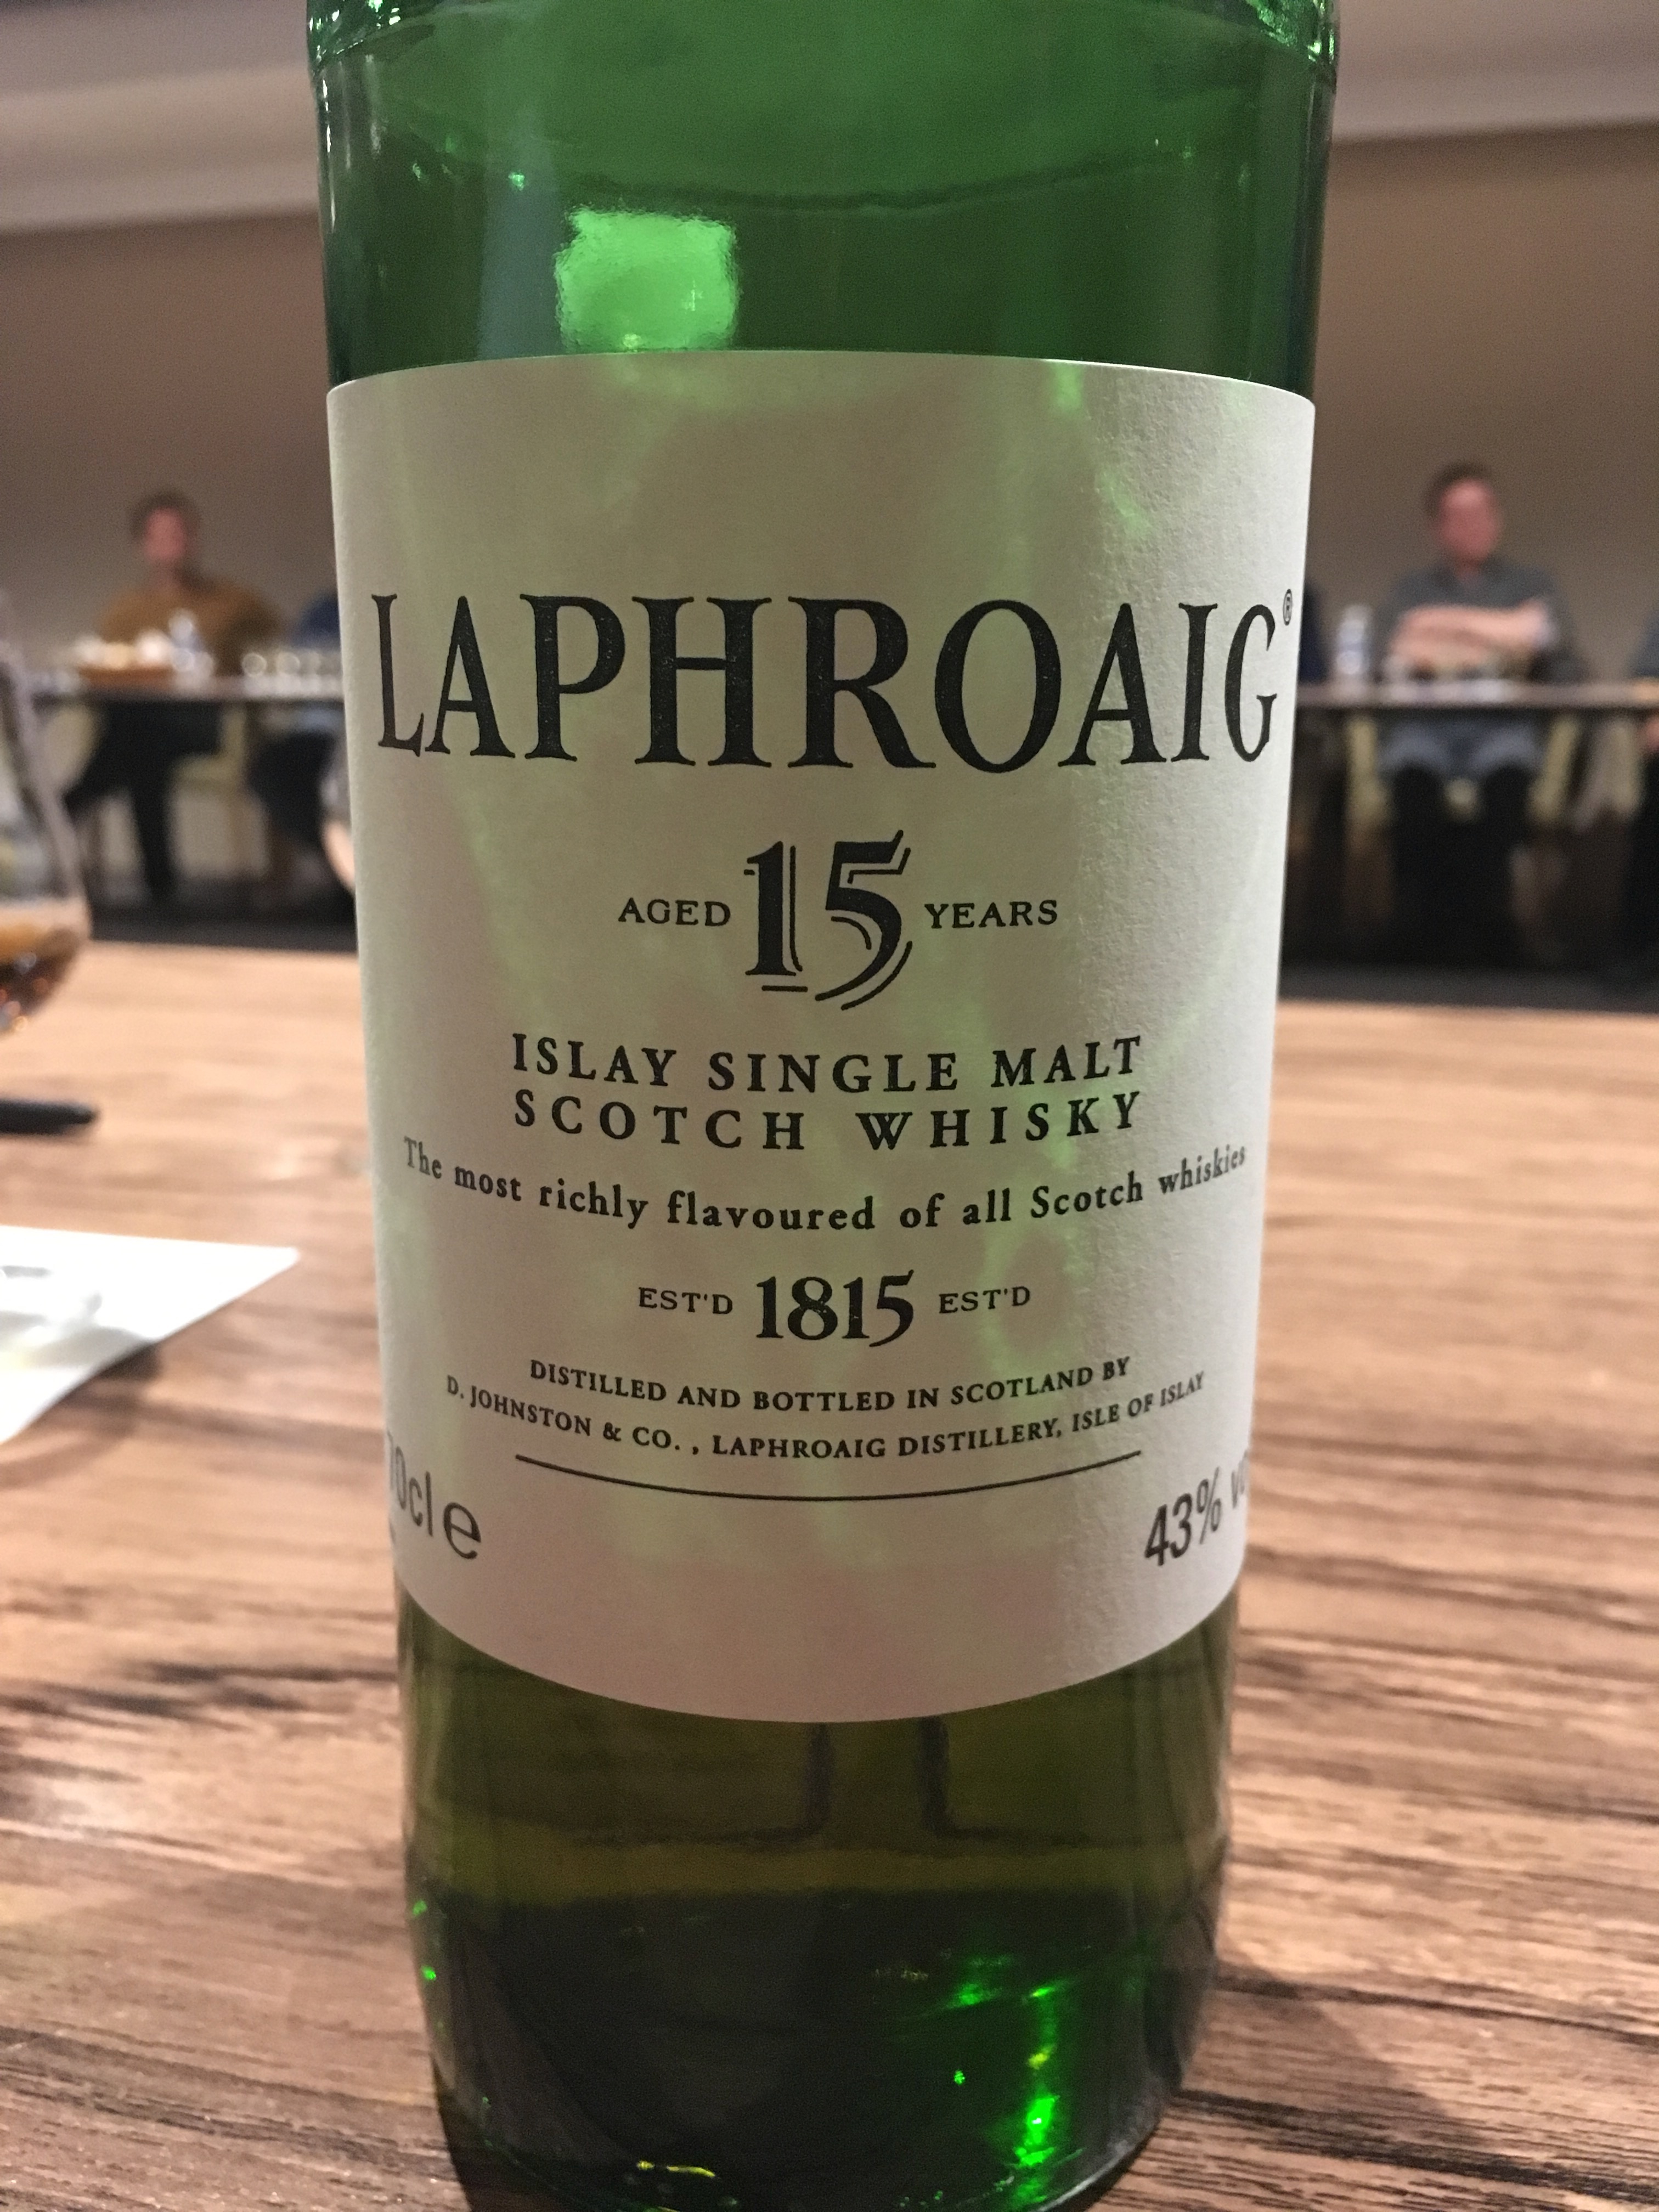 LAPHROAIG®
AGED 15 YEARS
ISLAY SINGLE MALT
SCOTCH WHISKY
The most richly flavoured of all Scotch whiskies
EST'D 1815 EST'D
DISTILLED AND BOTTLED IN SCOTLAND BY
D. JOHNSTON & CO., LAPHROAIG DISTILLERY, ISLE OF ISLAY
70cl e 43%